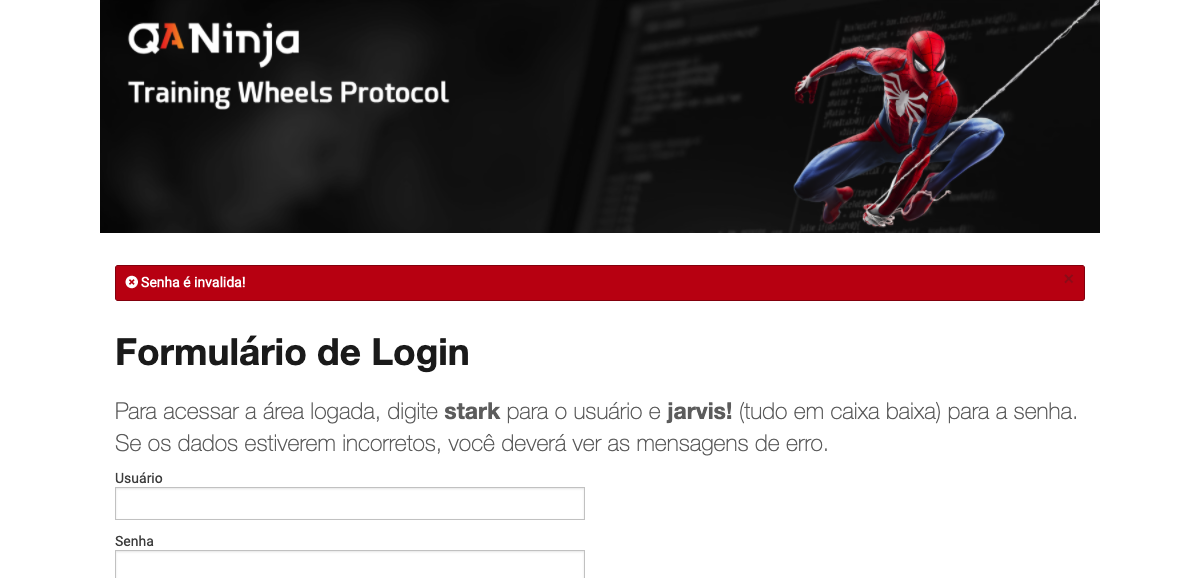 QANinja
Training Wheels Protocol
Senha é invalida!
×
Formulário de Login
Para acessar a área logada, digite stark para o usuário e jarvis! (tudo em caixa baixa) para a senha.
Se os dados estiverem incorretos, você deverá ver as mensagens de erro.
Usuário
Senha